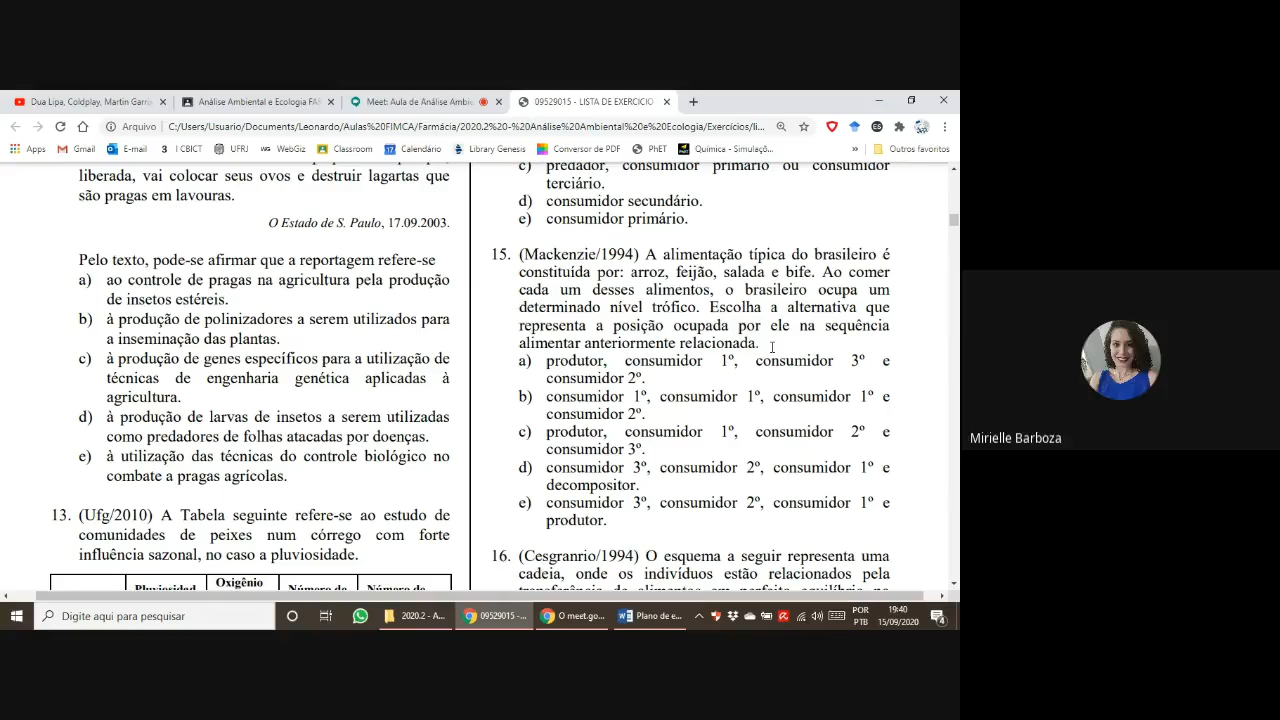 Dua Lipa, Coldplay, Martin Garri
Análise Ambiental e Ecologia FA
Meet: Aula de Análise Ambi
09529015 - LISTA DE EXERCICIO
Arquivo
C:/Users/Usuario/Documents/Leonardo/Aulas%20FIMCA/Farmácia/2020.2%20-%20Análise%20Ambiental%20e%20Ecologia/Exercícios/li...
Apps
Gmail
E-mail
I CBICT
UFRJ
WebGiz
Classroom
Calendário
Library Genesis
Conversor de PDF
PhET
Química - Simulaçõ...
»
Outros favoritos
liberada, vai colocar seus ovos e destruir lagartas que
são pragas em lavouras.
O Estado de S. Paulo, 17.09.2003.
Pelo texto, pode-se afirmar que a reportagem refere-se
a) ao controle de pragas na agricultura pela produção
de insetos estéreis.
b) à produção de polinizadores a serem utilizados para
a inseminação das plantas.
c) à produção de genes específicos para a utilização de
técnicas de engenharia genética aplicadas à
agricultura.
d) à produção de larvas de insetos a serem utilizadas
como predadores de folhas atacadas por doenças.
e) à utilização das técnicas do controle biológico no
combate a pragas agrícolas.
13. (Ufg/2010) A Tabela seguinte refere-se ao estudo de
comunidades de peixes num córrego com forte
influência sazonal, no caso a pluviosidade.
Pluviosidad
Oxigênio
Número de
Número de
c) predador, consumidor primário ou consumidor
terciário.
d) consumidor secundário.
e) consumidor primário.
15. (Mackenzie/1994) A alimentação típica do brasileiro é
constituída por: arroz, feijão, salada e bife. Ao comer
cada um desses alimentos, o brasileiro ocupa um
determinado nível trófico. Escolha a alternativa que
representa a posição ocupada por ele na sequência
alimentar anteriormente relacionada.
a) produtor, consumidor 1º, consumidor 3º e
consumidor 2º.
b) consumidor 1º, consumidor 1º, consumidor 1º e
consumidor 2º.
c) produtor, consumidor 1º, consumidor 2º e
consumidor 3º.
d) consumidor 3º, consumidor 2º, consumidor 1º e
decompositor.
e) consumidor 3º, consumidor 2º, consumidor 1º e
produtor.
16. (Cesgranrio/1994) O esquema a seguir representa uma
cadeia, onde os indivíduos estão relacionados pela
Mirielle Barboza
Digite aqui para pesquisar
2020.2 - A...
09529015 -...
O meet.go...
Plano de e...
POR
PTB
19:40
15/09/2020
4